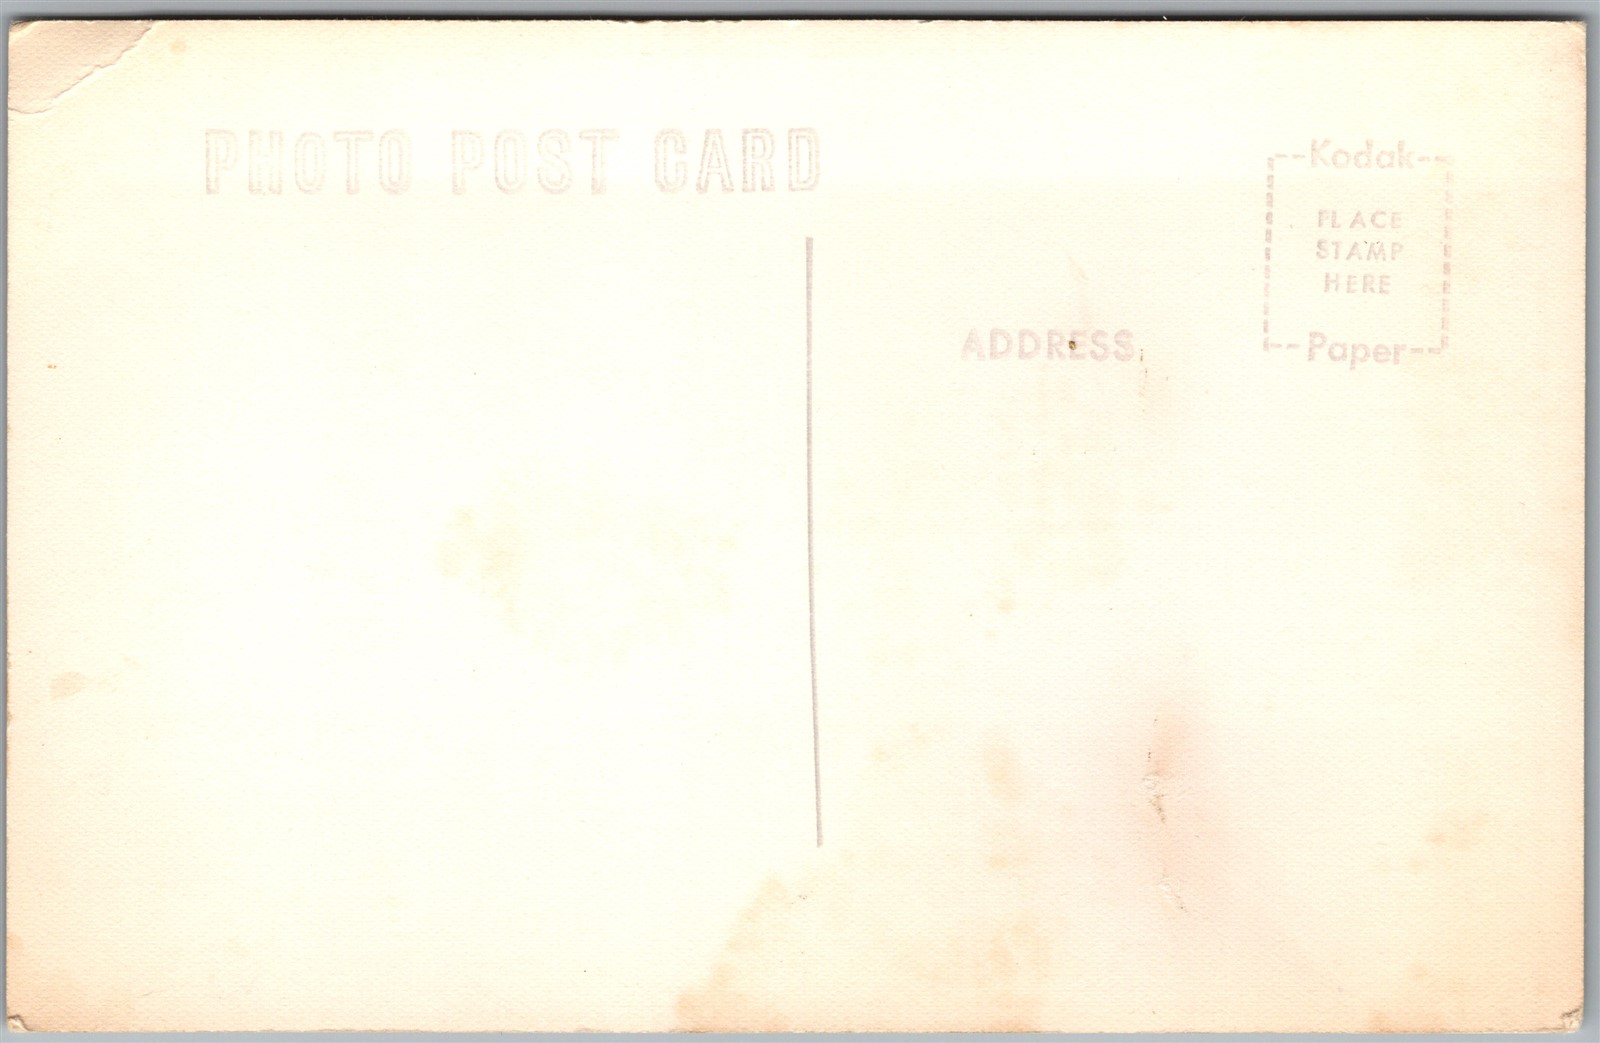 PHOTO POST CARD
Kodak
PLACE
STAMP
HERE
Paper
ADDRESS